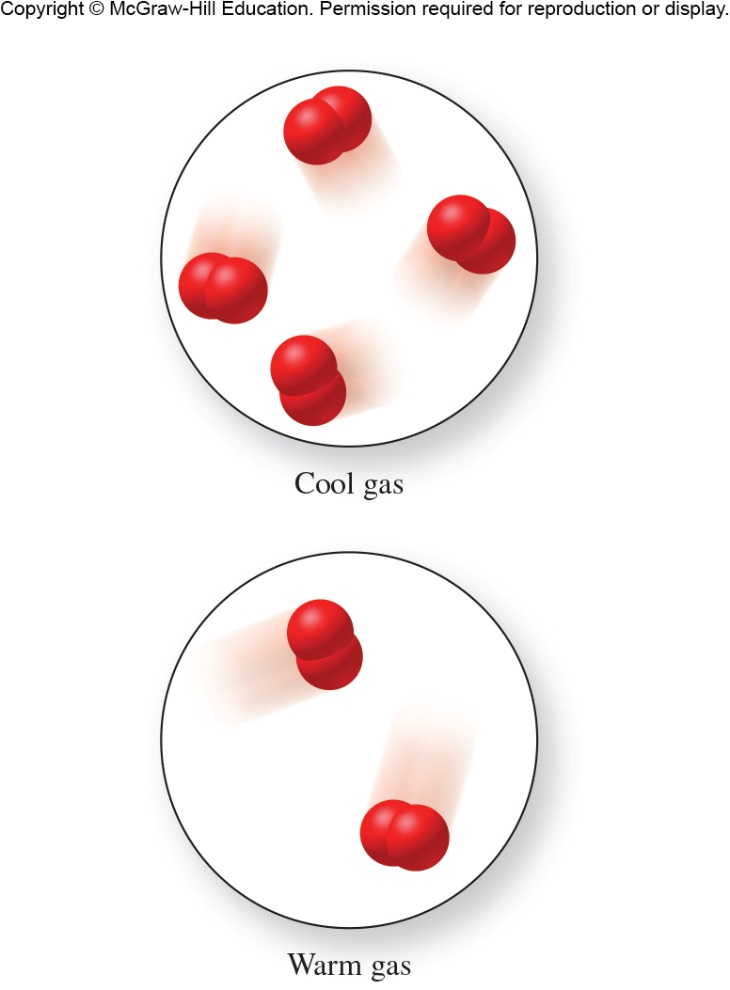 Copyright © McGraw-Hill Education. Permission required for reproduction or display.
Cool gas
Warm gas